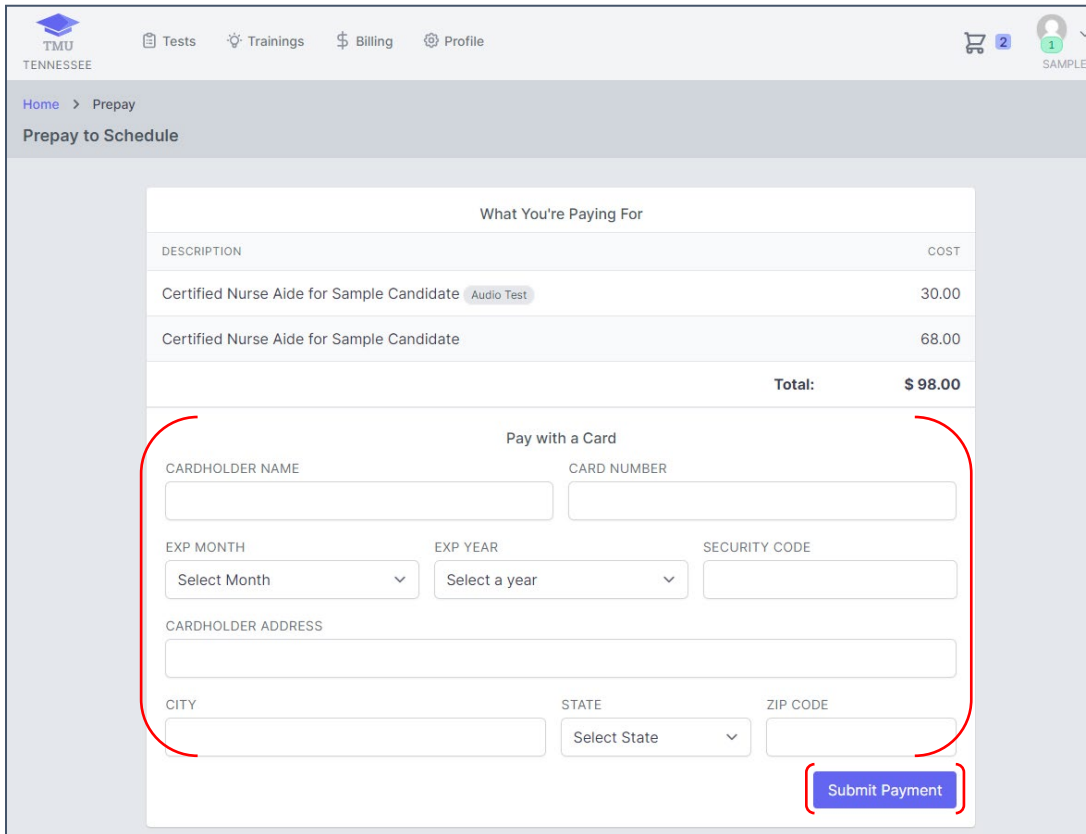 TMU
TENNESSEE
Tests Trainings $ Billing Profile
2
1
SAMPLE
Home > Prepay
Prepay to Schedule
What You're Paying For
DESCRIPTION COST
Certified Nurse Aide for Sample Candidate Audio Test 30.00
Certified Nurse Aide for Sample Candidate 68.00
Total: $ 98.00
Pay with a Card
CARDHOLDER NAME CARD NUMBER
EXP MONTH EXP YEAR SECURITY CODE
Select Month Select a year
CARDHOLDER ADDRESS
CITY STATE ZIP CODE
Select State
Submit Payment